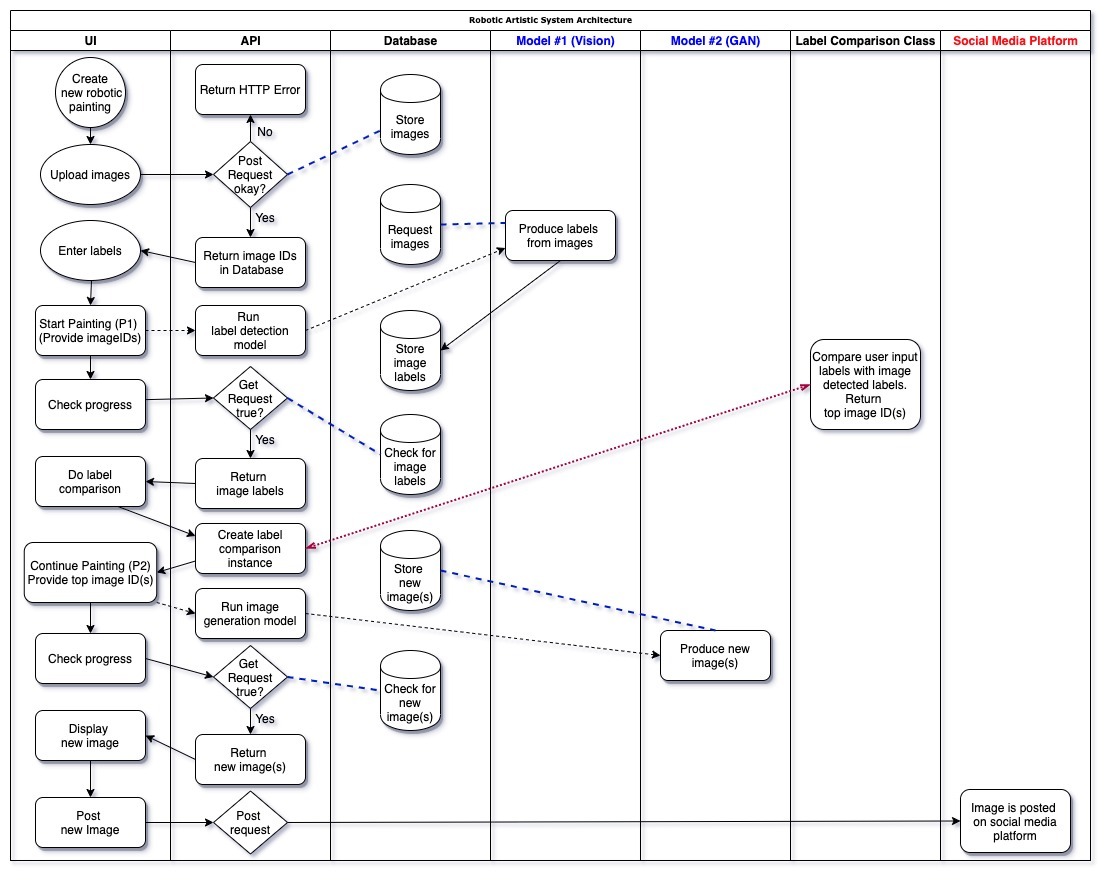 Robotic Artistic System Architecture
UI
API
Database
Model #1 (Vision)
Model #2 (GAN)
Label Comparison Class
Social Media Platform
Create
new robotic
painting
Return HTTP Error
Store
images
No
Upload images
Post
Request
okay?
Yes
Request
images
Produce labels
from images
Enter labels
Return image IDs
in Database
Start Painting (P1)
(Provide imageIDs)
Run
label detection
model
Store
image
labels
Compare user input
labels with image
detected labels.
Return
top image ID(s)
Check progress
Get
Request
true?
Yes
Check for
image
labels
Do label
comparison
Return
image labels
Create label
comparison
instance
Continue Painting (P2)
Provide top image ID(s)
Store
new
image(s)
Run image
generation model
Produce new
image(s)
Check progress
Get
Request
true?
Yes
Check for
new
image(s)
Display
new image
Return
new image(s)
Post
new Image
Post
request
Image is posted
on social media
platform